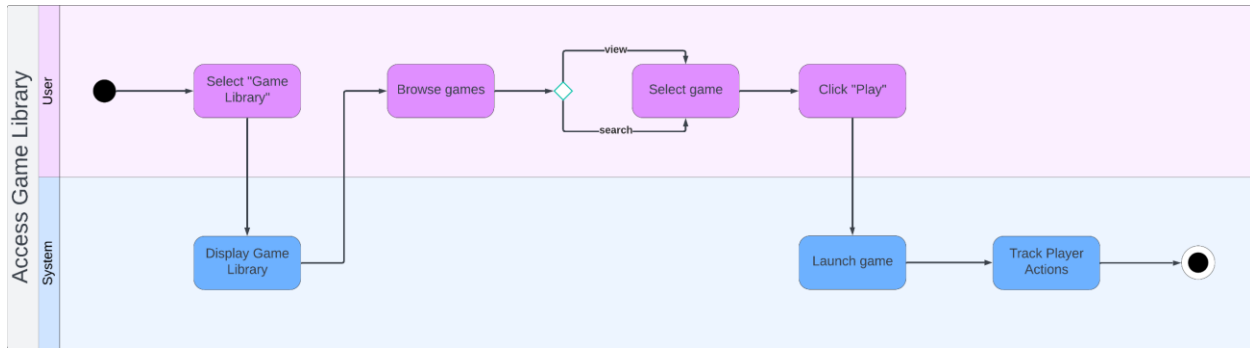 Access Game Library
User
Select "Game
Library"
Browse games
view
search
Select game
Click "Play"
System
Display Game
Library
Launch game
Track Player
Actions